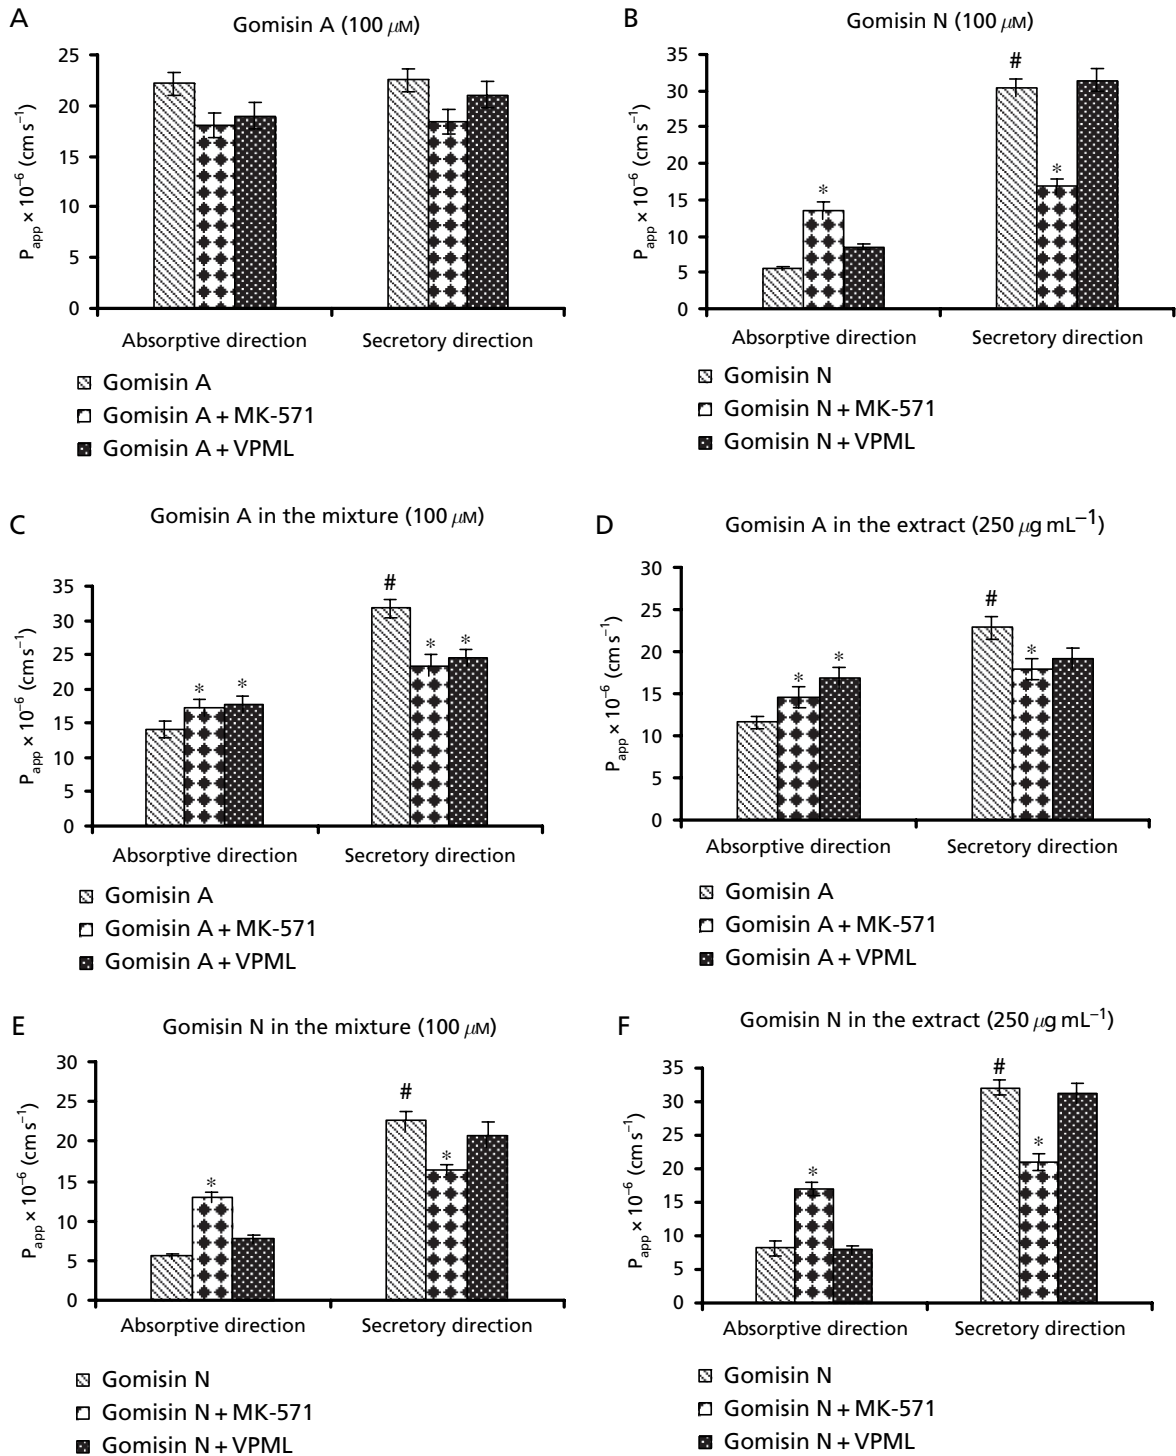 A
Gomisin A (100 μM)
25
20
15
10
5
0
P_app × 10⁻⁶ (cm s⁻¹)
Absorptive direction
Secretory direction
Gomisin A
Gomisin A + MK-571
Gomisin A + VPML
B
Gomisin N (100 μM)
35
30
25
20
15
10
5
0
P_app × 10⁻⁶ (cm s⁻¹)
*
#
*
Absorptive direction
Secretory direction
Gomisin N
Gomisin N + MK-571
Gomisin N + VPML
C
Gomisin A in the mixture (100 μM)
35
30
25
20
15
10
5
0
P_app × 10⁻⁶ (cm s⁻¹)
*
*
#
*
*
Absorptive direction
Secretory direction
Gomisin A
Gomisin A + MK-571
Gomisin A + VPML
D
Gomisin A in the extract (250 μg mL⁻¹)
30
25
20
15
10
5
0
P_app × 10⁻⁶ (cm s⁻¹)
*
*
#
*
Absorptive direction
Secretory direction
Gomisin A
Gomisin A + MK-571
Gomisin A + VPML
E
Gomisin N in the mixture (100 μM)
30
25
20
15
10
5
0
P_app × 10⁻⁶ (cm s⁻¹)
*
#
*
Absorptive direction
Secretory direction
Gomisin N
Gomisin N + MK-571
Gomisin N + VPML
F
Gomisin N in the extract (250 μg mL⁻¹)
35
30
25
20
15
10
5
0
P_app × 10⁻⁶ (cm s⁻¹)
*
#
*
Absorptive direction
Secretory direction
Gomisin N
Gomisin N + MK-571
Gomisin N + VPML